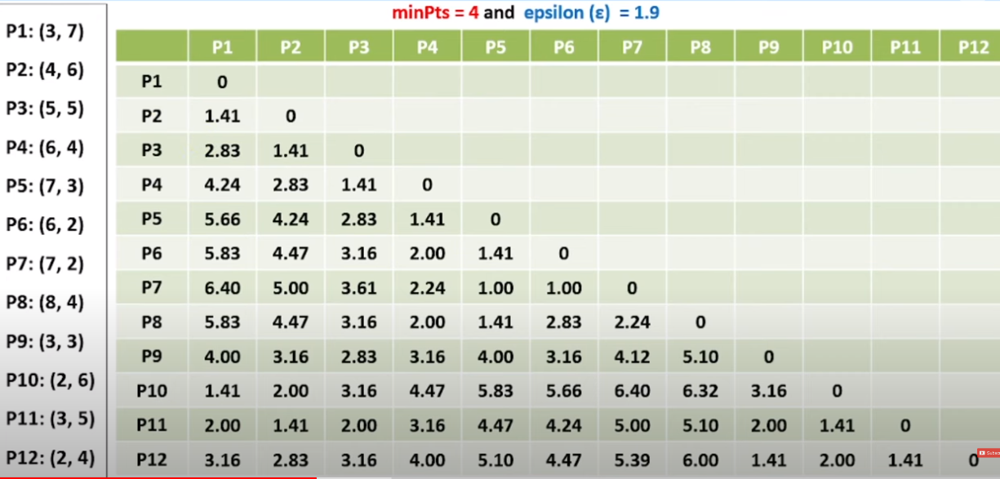 minPts = 4 and epsilon (ε) = 1.9
P1: (3, 7)
P2: (4, 6)
P3: (5, 5)
P4: (6, 4)
P5: (7, 3)
P6: (6, 2)
P7: (7, 2)
P8: (8, 4)
P9: (3, 3)
P10: (2, 6)
P11: (3, 5)
P12: (2, 4)
P1 P2 P3 P4 P5 P6 P7 P8 P9 P10 P11 P12
P1 0
P2 1.41 0
P3 2.83 1.41 0
P4 4.24 2.83 1.41 0
P5 5.66 4.24 2.83 1.41 0
P6 5.83 4.47 3.16 2.00 1.41 0
P7 6.40 5.00 3.61 2.24 1.00 1.00 0
P8 5.83 4.47 3.16 2.00 1.41 2.83 2.24 0
P9 4.00 3.16 2.83 3.16 4.00 3.16 4.12 5.10 0
P10 1.41 2.00 3.16 4.47 5.83 5.66 6.40 6.32 3.16 0
P11 2.00 1.41 2.00 3.16 4.47 4.24 5.00 5.10 2.00 1.41 0
P12 3.16 2.83 3.16 4.00 5.10 4.47 5.39 6.00 1.41 2.00 1.41 0